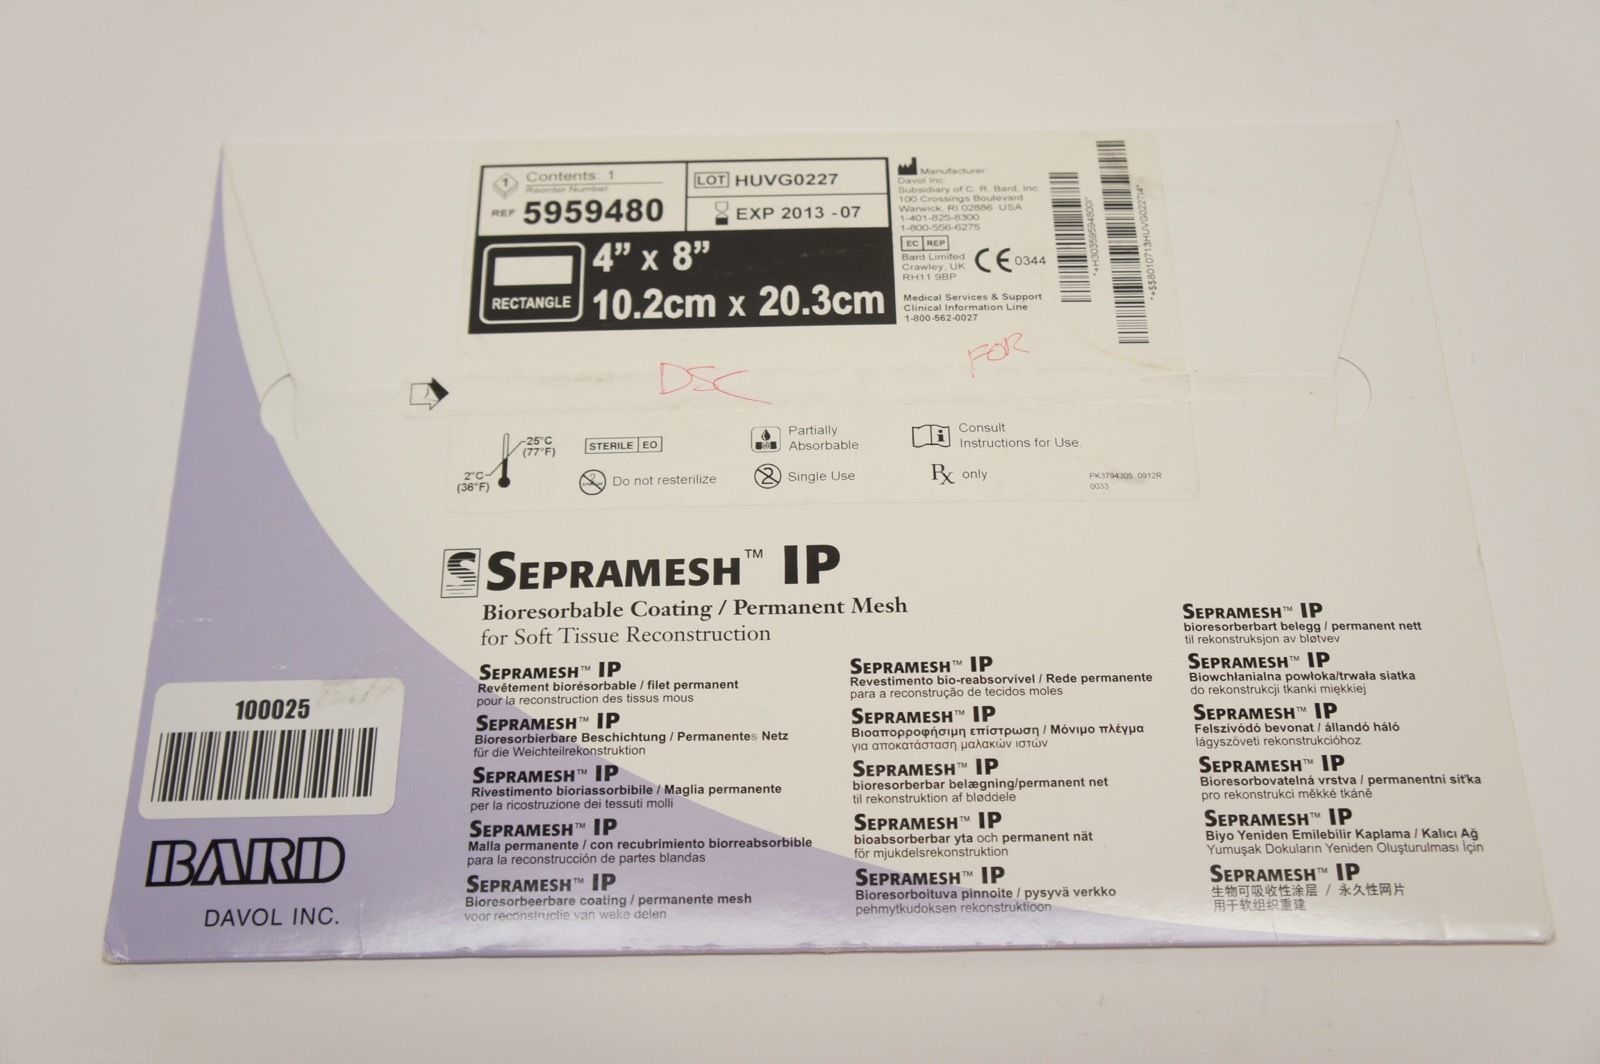 1
Contents: 1
Reorder Number
REF 5959480
LOT HUVG0227
EXP 2013-07
RECTANGLE
4” x 8”
10.2cm x 20.3cm
Manufacturer:
Davol Inc.
Subsidiary of C. R. Bard, Inc.
100 Crossings Boulevard
Warwick, RI 02886 USA
1-401-825-8300
1-800-556-6275
EC REP
Bard Limited
Crawley, UK
RH11 9BP
CE 0344
Medical Services & Support
Clinical Information Line
1-800-562-0027
DSC
FOR
25°C
(77°F)
2°C
(36°F)
STERILE EO
Do not resterilize
Partially
Absorbable
2 Single Use
Consult
Instructions for Use.
Rx only
PK3794305 0912R
0033
SEPRAMESH™ IP
Bioresorbable Coating / Permanent Mesh
for Soft Tissue Reconstruction
SEPRAMESH™ IP
Revêtement biorésorbable / filet permanent
pour la reconstruction des tissus mous
SEPRAMESH™ IP
Bioresorbierbare Beschichtung / Permanentes Netz
für die Weichteilrekonstruktion
SEPRAMESH™ IP
Rivestimento bioriassorbibile / Maglia permanente
per la ricostruzione dei tessuti molli
SEPRAMESH™ IP
Malla permanente / con recubrimiento biorreabsorbible
para la reconstrucción de partes blandas
SEPRAMESH™ IP
Bioresorbeerbare coating / permanente mesh
voor reconstructie van weke delen
SEPRAMESH™ IP
Revestimento bio-reabsorvível / Rede permanente
para a reconstrução de tecidos moles
SEPRAMESH™ IP
Βιοαπορροφήσιμη επίστρωση / Μόνιμο πλέγμα
για αποκατάσταση μαλακών ιστών
SEPRAMESH™ IP
bioresorberbar belægning/permanent net
til rekonstruktion af bløddele
SEPRAMESH™ IP
bioabsorberbar yta och permanent nät
för mjukdelsrekonstruktion
SEPRAMESH™ IP
Bioresorboituva pinnoite / pysyvä verkko
pehmytkudoksen rekonstruktioon
SEPRAMESH™ IP
bioresorberbart belegg / permanent nett
til rekonstruksjon av bløtvev
SEPRAMESH™ IP
Biowchłanialna powłoka/trwała siatka
do rekonstrukcji tkanki miękkiej
SEPRAMESH™ IP
Felszívódó bevonat / állandó háló
lágyszöveti rekonstrukcióhoz
SEPRAMESH™ IP
Bioresorbovatelná vrstva / permanentní síťka
pro rekonstrukci měkké tkáně
SEPRAMESH™ IP
Biyo Yeniden Emilebilir Kaplama / Kalıcı Ağ
Yumuşak Dokuların Yeniden Oluşturulması İçin
SEPRAMESH™ IP
生物可吸收性涂层 / 永久性网片
用于软组织重建
100025
BARD
DAVOL INC.